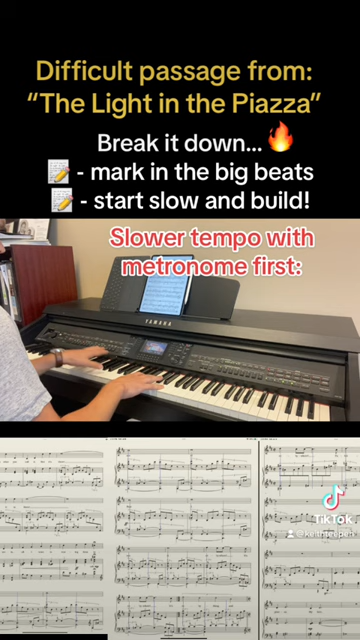 Difficult passage from:
“The Light in the Piazza”
Break it down...🔥
📝 - mark in the big beats
📝 - start slow and build!
Slower tempo with
metronome first:
YAMAHA
TikTok